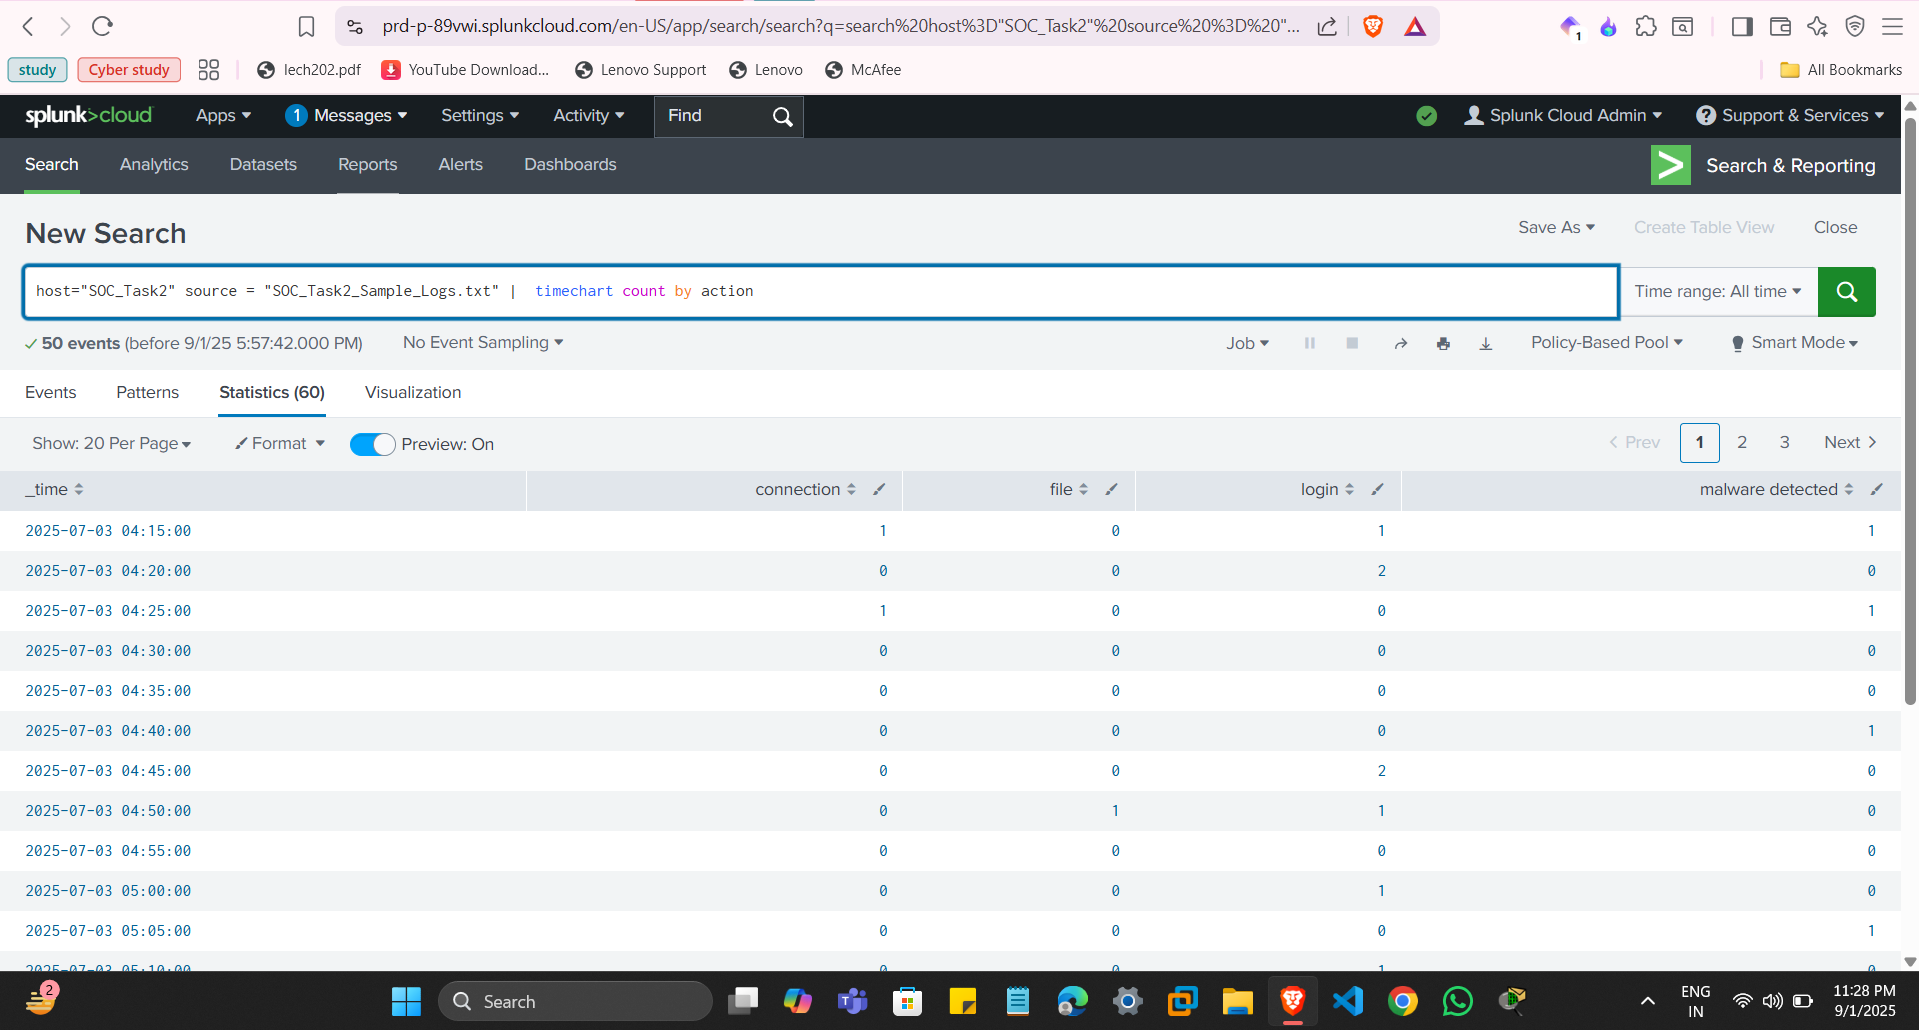 prd-p-89vwi.splunkcloud.com/en-US/app/search/search?q=search%20host%3D"SOC_Task2"%20source%20%3D%20"...
1
study Cyber study lech202.pdf YouTube Download... Lenovo Support Lenovo McAfee All Bookmarks
splunk>cloud Apps 1 Messages Settings Activity Find Splunk Cloud Admin ? Support & Services
Search Analytics Datasets Reports Alerts Dashboards > Search & Reporting
New Search Save As Create Table View Close
host="SOC_Task2" source = "SOC_Task2_Sample_Logs.txt" | timechart count by action Time range: All time
50 events (before 9/1/25 5:57:42.000 PM) No Event Sampling Job Policy-Based Pool Smart Mode
Events Patterns Statistics (60) Visualization
Show: 20 Per Page Format Preview: On < Prev 1 2 3 Next >
_time connection file login malware detected
2025-07-03 04:15:00 1 0 1 1
2025-07-03 04:20:00 0 0 2 0
2025-07-03 04:25:00 1 0 0 1
2025-07-03 04:30:00 0 0 0 0
2025-07-03 04:35:00 0 0 0 0
2025-07-03 04:40:00 0 0 0 1
2025-07-03 04:45:00 0 0 2 0
2025-07-03 04:50:00 0 1 1 0
2025-07-03 04:55:00 0 0 0 0
2025-07-03 05:00:00 0 0 1 0
2025-07-03 05:05:00 0 0 0 1
2025-07-03 05:10:00 0 0 1 0
2 Search ENG 11:28 PM
IN 9/1/2025